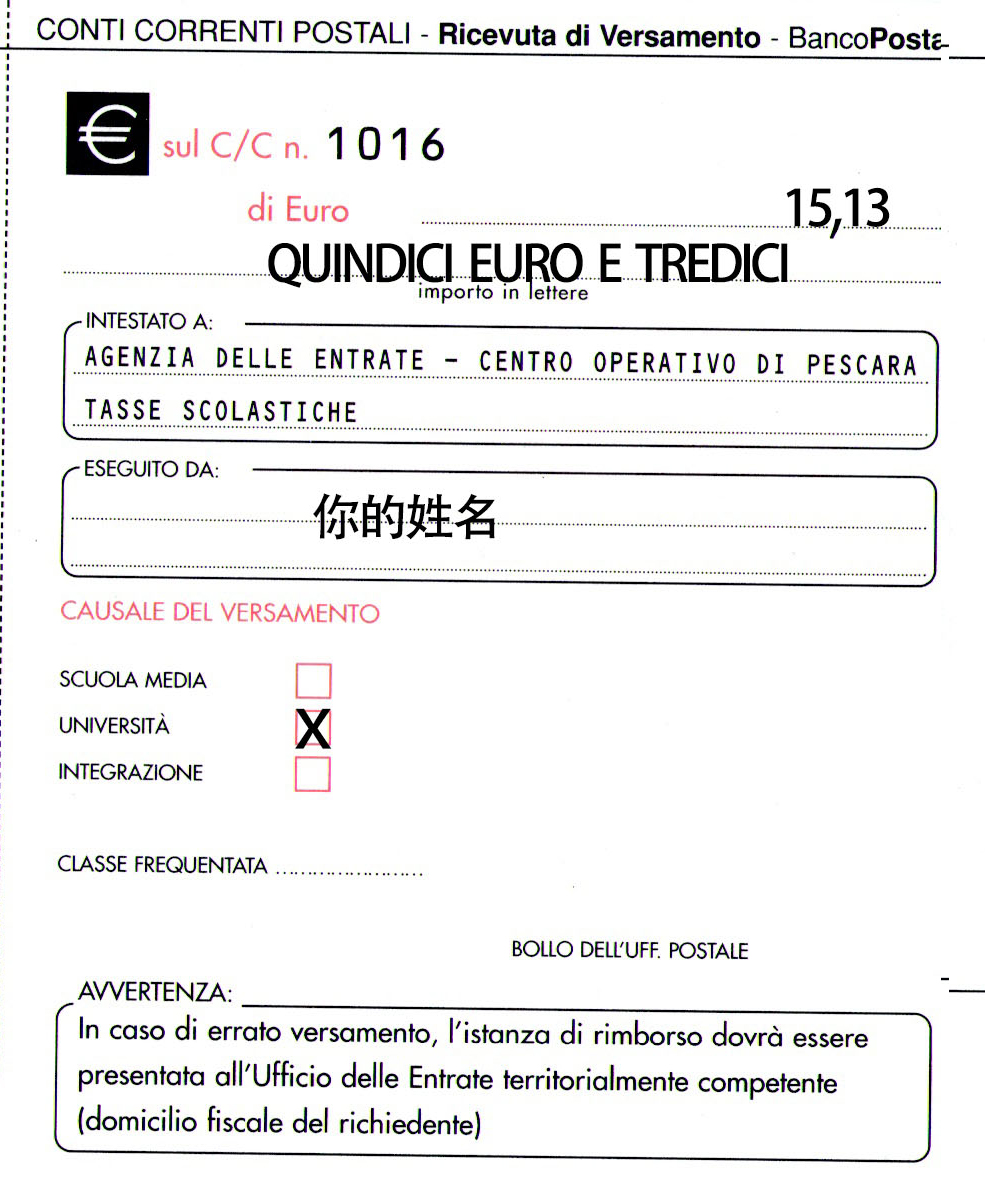 CONTI CORRENTI POSTALI - Ricevuta di Versamento - BancoPosta
€ sul C/C n. 1016
di Euro 15,13
QUINDICI EURO E TREDICI
importo in lettere
INTESTATO A:
AGENZIA DELLE ENTRATE – CENTRO OPERATIVO DI PESCARA
TASSE SCOLASTICHE
ESEGUITO DA:
你的姓名
CAUSALE DEL VERSAMENTO
SCUOLA MEDIA
UNIVERSITÀ X
INTEGRAZIONE
CLASSE FREQUENTATA ........................
BOLLO DELL'UFF. POSTALE
AVVERTENZA:
In caso di errato versamento, l'istanza di rimborso dovrà essere
presentata all'Ufficio delle Entrate territorialmente competente
(domicilio fiscale del richiedente)